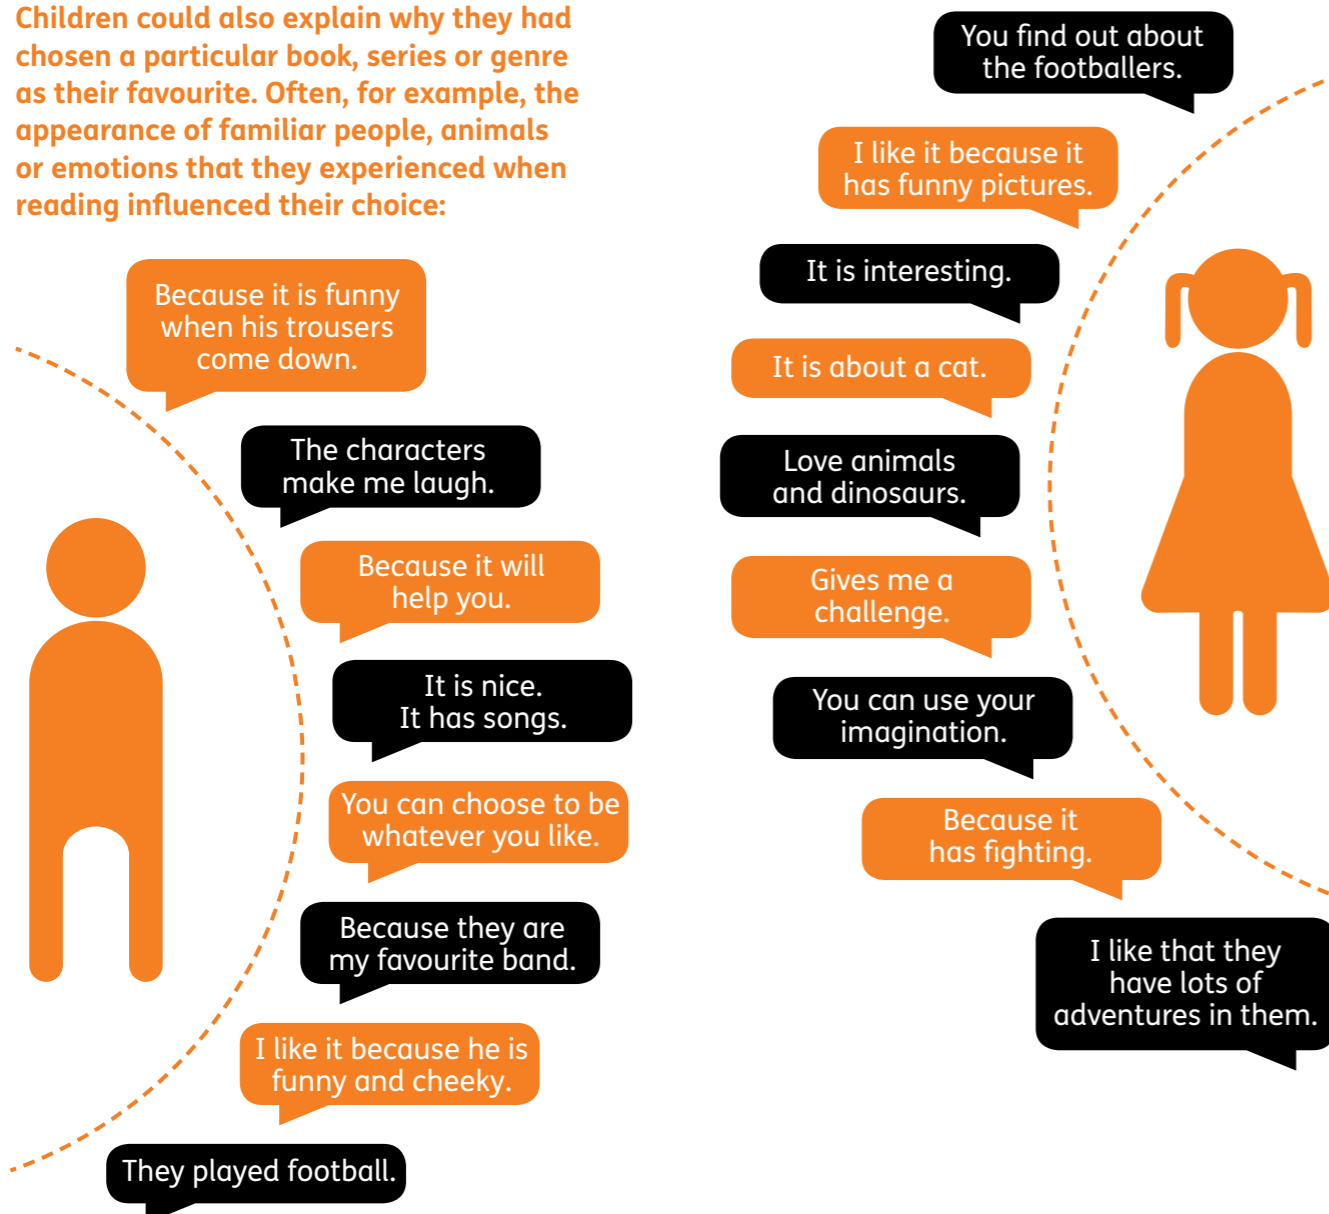 Children could also explain why they had
chosen a particular book, series or genre
as their favourite. Often, for example, the
appearance of familiar people, animals
or emotions that they experienced when
reading influenced their choice:
Because it is funny
when his trousers
come down.
The characters
make me laugh.
Because it will
help you.
It is nice.
It has songs.
You can choose to be
whatever you like.
Because they are
my favourite band.
I like it because he is
funny and cheeky.
They played football.
You find out about
the footballers.
I like it because it
has funny pictures.
It is interesting.
It is about a cat.
Love animals
and dinosaurs.
Gives me a
challenge.
You can use your
imagination.
Because it
has fighting.
I like that they
have lots of
adventures in them.